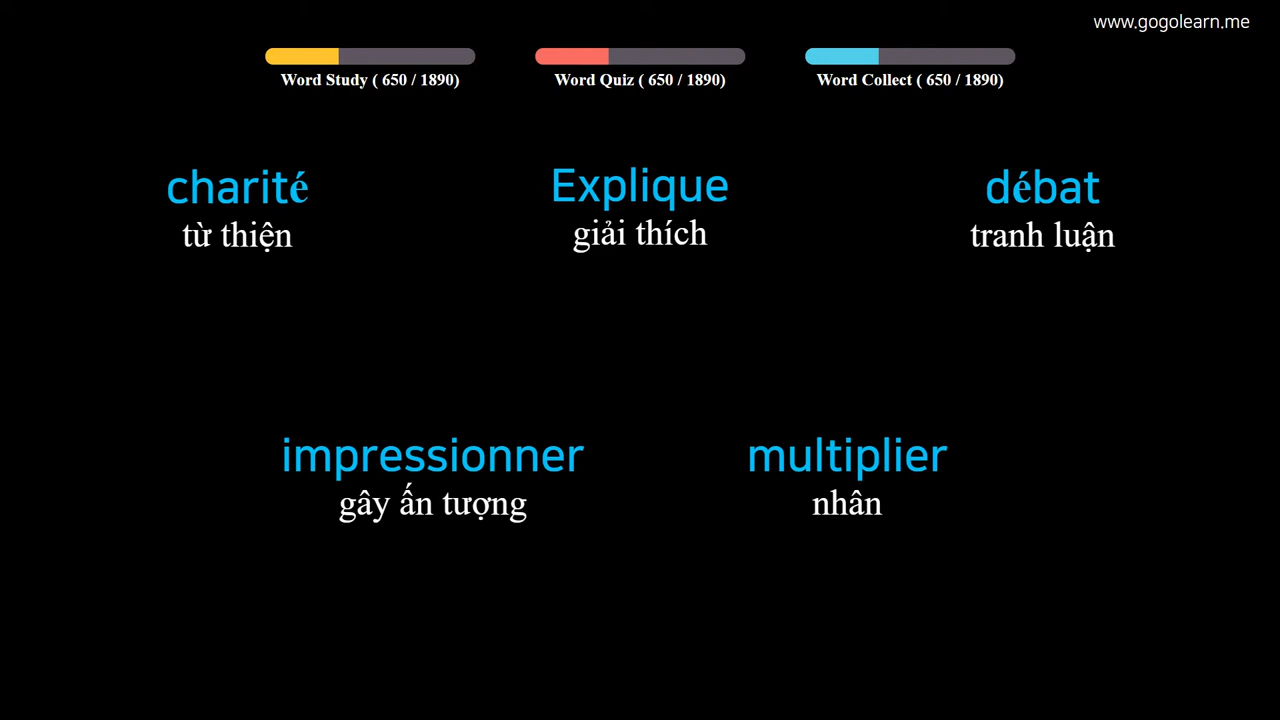 www.gogolearn.me
Word Study ( 650 / 1890)
Word Quiz ( 650 / 1890)
Word Collect ( 650 / 1890)
charité
từ thiện
Explique
giải thích
débat
tranh luận
impressionner
gây ấn tượng
multiplier
nhân